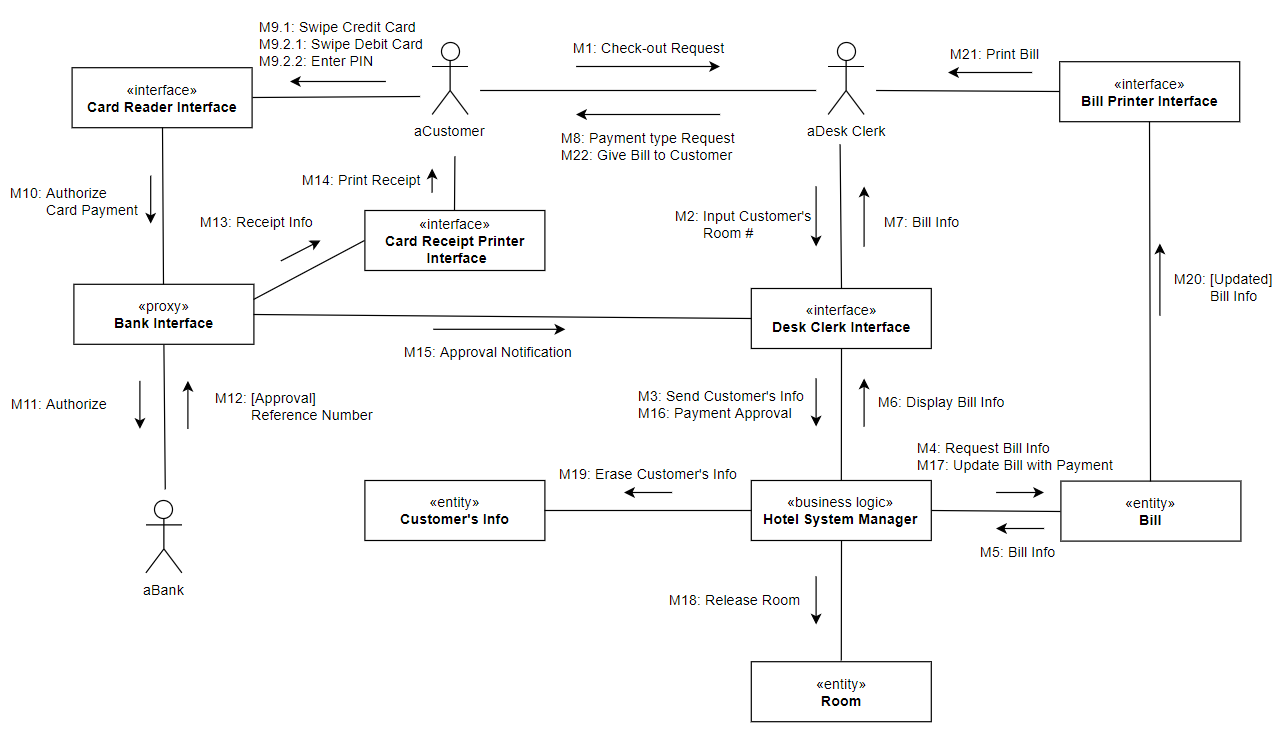 M9.1: Swipe Credit Card
M9.2.1: Swipe Debit Card
M9.2.2: Enter PIN
M1: Check-out Request
M21: Print Bill
«interface»
Card Reader Interface
aCustomer
aDesk Clerk
«interface»
Bill Printer Interface
M8: Payment type Request
M22: Give Bill to Customer
M10: Authorize
Card Payment
M14: Print Receipt
M13: Receipt Info
«interface»
Card Receipt Printer
Interface
M2: Input Customer's
Room #
M7: Bill Info
M20: [Updated]
Bill Info
«proxy»
Bank Interface
«interface»
Desk Clerk Interface
M15: Approval Notification
M11: Authorize
M12: [Approval]
Reference Number
M3: Send Customer's Info
M16: Payment Approval
M6: Display Bill Info
M4: Request Bill Info
M17: Update Bill with Payment
M19: Erase Customer's Info
«entity»
Customer's Info
«business logic»
Hotel System Manager
«entity»
Bill
M5: Bill Info
aBank
M18: Release Room
«entity»
Room